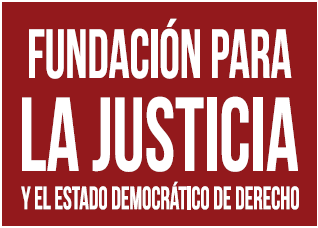 FUNDACIÓN PARA
LA JUSTICIA
Y EL ESTADO DEMOCRÁTICO DE DERECHO